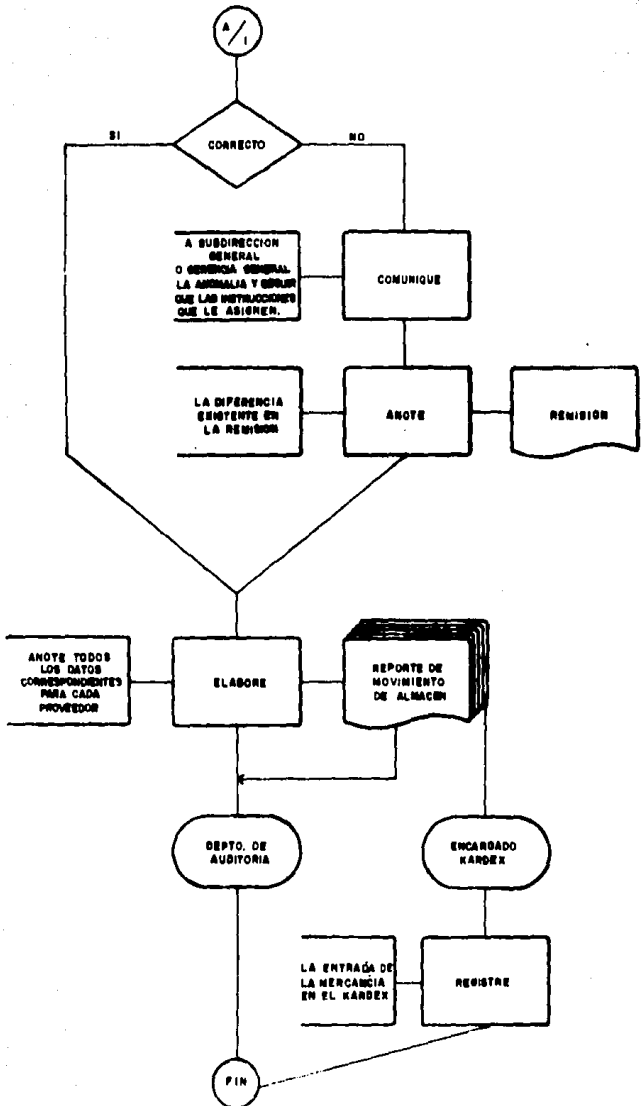 A/1
SI
CORRECTO
NO
A SUBDIRECCION
GENERAL
O GERENCIA GENERAL
LA ANOMALIA Y SEGUIR
QUE LAS INSTRUCCIONES
QUE LE ASIGNEN.
COMUNIQUE
LA DIFERENCIA
EXISTENTE EN
LA REMISION
ANOTE
REMISION
ANOTE TODOS
LOS DATOS
CORRESPONDIENTES
PARA CADA
PROVEEDOR
ELABORE
REPORTE DE
MOVIMIENTO
DE ALMACEN
DEPTO. DE
AUDITORIA
ENCARGADO
KARDEX
LA ENTRADA DE
LA MERCANCIA
EN EL KARDEX
REGISTRE
FIN